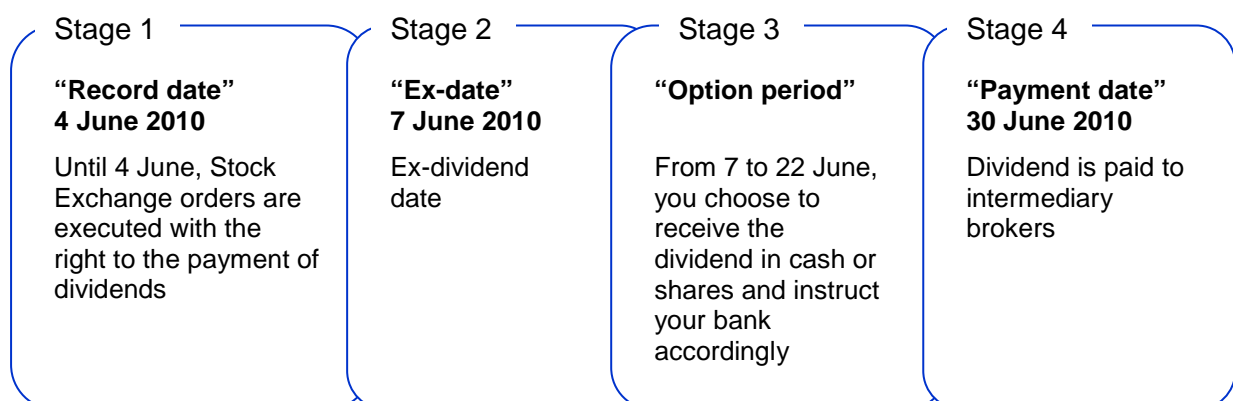 Stage 1
“Record date”
4 June 2010
Until 4 June, Stock
Exchange orders are
executed with the
right to the payment of
dividends
Stage 2
“Ex-date”
7 June 2010
Ex-dividend
date
Stage 3
“Option period”
From 7 to 22 June,
you choose to
receive the
dividend in cash or
shares and instruct
your bank
accordingly
Stage 4
“Payment date”
30 June 2010
Dividend is paid to
intermediary
brokers